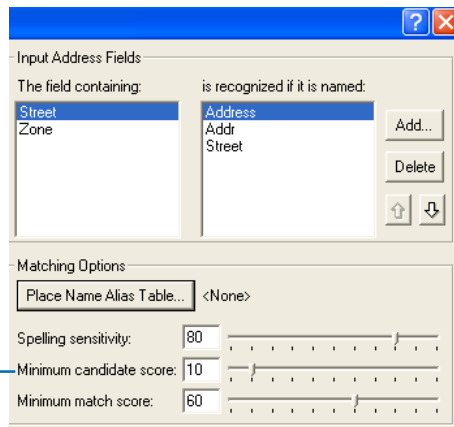 Input Address Fields
The field containing: is recognized if it is named:
Street Address
Zone Addr
Street
Add...
Delete
Matching Options
Place Name Alias Table... <None>
Spelling sensitivity: 80
Minimum candidate score: 10
Minimum match score: 60